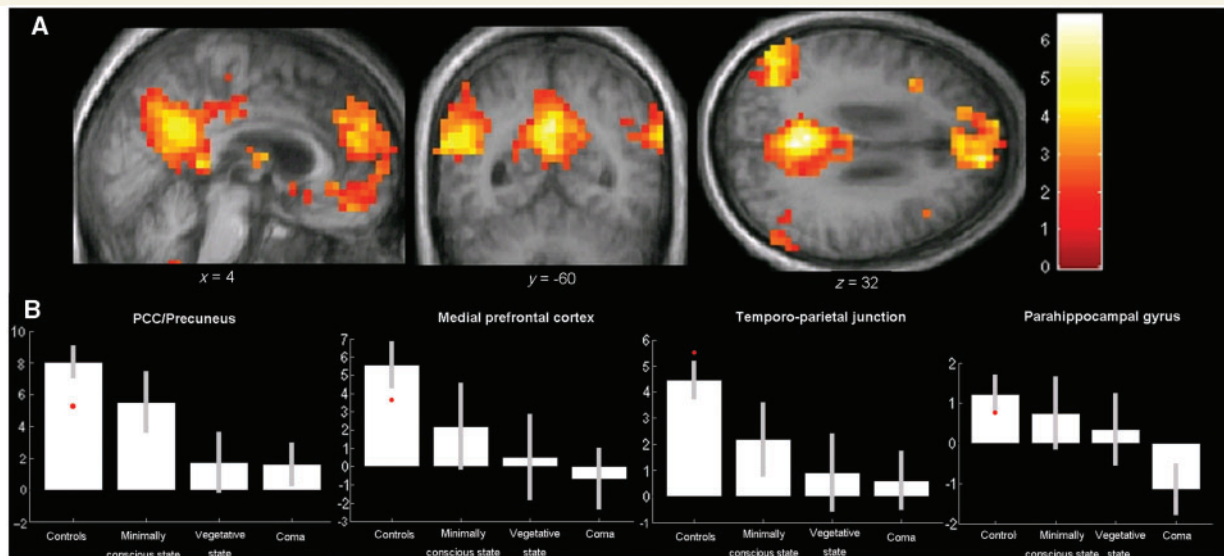 A
6
5
4
3
2
1
0
x = 4
y = -60
z = 32
B
PCC/Precuneus
10
8
6
4
2
0
−2
Controls
Minimally
conscious state
Vegetative
state
Coma
Medial prefrontal cortex
7
6
5
4
3
2
1
0
-1
-2
-3
Controls
Minimally
conscious state
Vegetative
state
Coma
Temporo-parietal junction
6
5
4
3
2
1
0
−1
Controls
Minimally
conscious state
Vegetative
state
Coma
Parahippocampal gyrus
2
1
0
-1
-2
Control
Minimally
conscious state
Vegetative
state
Coma